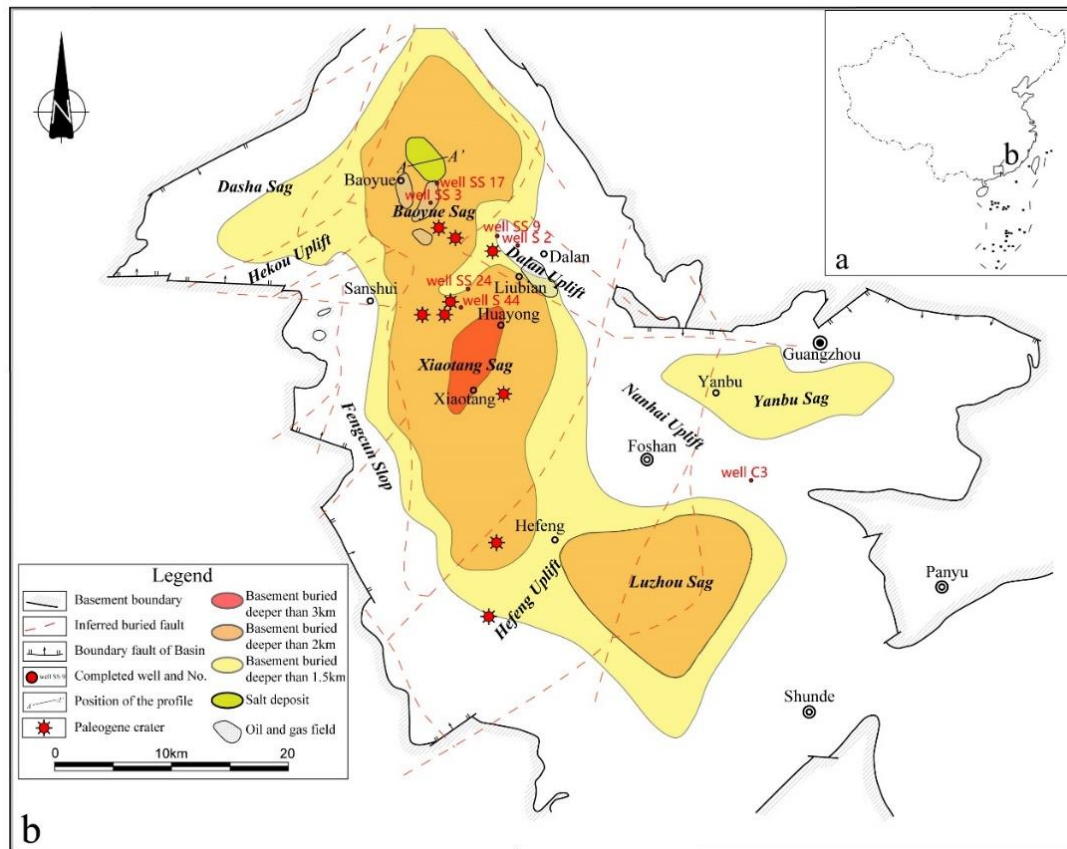 N
b
a
A
A'
Baoyue
well SS 17
Dasha Sag
well SS 3
Baoyue Sag
well SS 9
well S 2
Dalan
Hekou Uplift
Dalan Uplift
well SS 24
Liubian
Sanshui
well S 44
Huayong
Guangzhou
Xiaotang Sag
Yanbu
Xiaotang
Yanbu Sag
Nanhai Uplift
Fengcun Slop
Foshan
well C3
Hefeng
Luzhou Sag
Panyu
Hefeng Uplift
Shunde
Legend
Basement boundary
Inferred buried fault
Boundary fault of Basin
well SS 9
Completed well and No.
A A'
Position of the profile
Paleogene crater
Basement buried
deeper than 3km
Basement buried
deeper than 2km
Basement buried
deeper than 1.5km
Salt deposit
Oil and gas field
0 10km 20
b